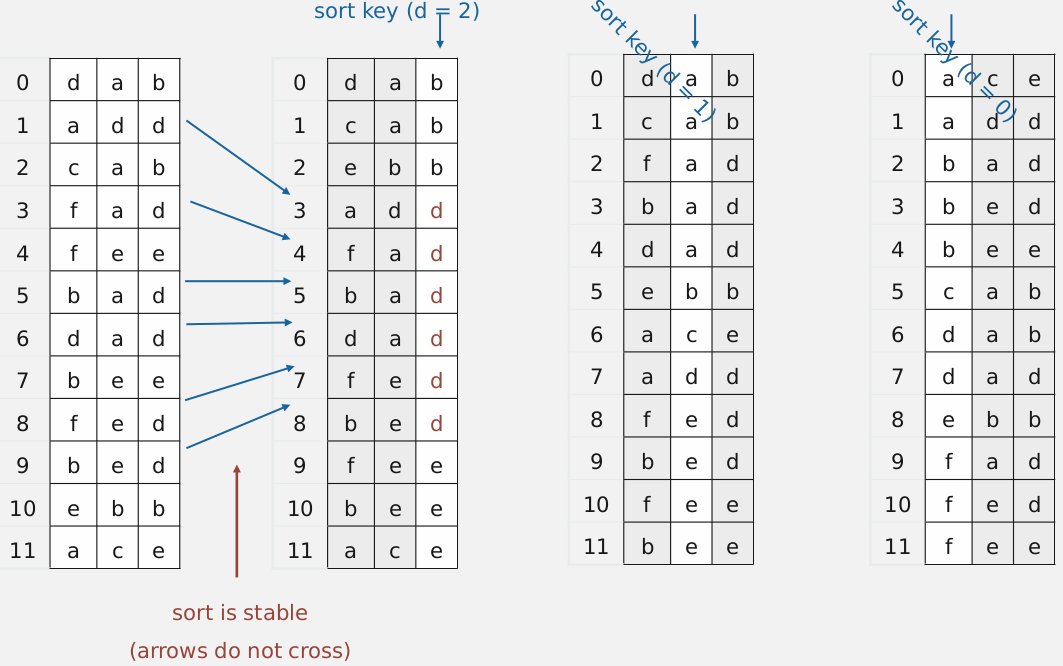 sort key (d = 2)
sort key (d = 1)
sort key (d = 0)
0 d a b
1 a d d
2 c a b
3 f a d
4 f e e
5 b a d
6 d a d
7 b e e
8 f e d
9 b e d
10 e b b
11 a c e
0 d a b
1 c a b
2 e b b
3 a d d
4 f a d
5 b a d
6 d a d
7 f e d
8 b e d
9 f e e
10 b e e
11 a c e
0 d a b
1 c a b
2 f a d
3 b a d
4 d a d
5 e b b
6 a c e
7 a d d
8 f e d
9 b e d
10 f e e
11 b e e
0 a c e
1 a d d
2 b a d
3 b e d
4 b e e
5 c a b
6 d a b
7 d a d
8 e b b
9 f a d
10 f e d
11 f e e
sort is stable
(arrows do not cross)